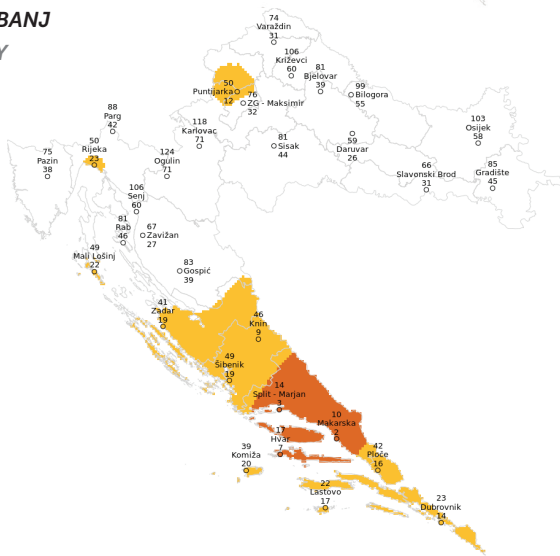 BANJ
Y
74
Varaždin
31
106
Križevci
60
81
Bjelovar
39
50
Puntijarka
12
76
ZG - Maksimir
32
99
Bilogora
55
103
Osijek
58
88
Parg
42
118
Karlovac
71
50
Rijeka
23
75
Pazin
38
124
Ogulin
71
81
Sisak
44
59
Daruvar
26
66
Slavonski Brod
31
85
Gradište
45
106
Senj
60
81
Rab
46
67
Zavižan
27
49
Mali Lošinj
22
83
Gospić
39
41
Zadar
19
46
Knin
9
49
Šibenik
19
14
Split - Marjan
3
10
Makarska
2
17
Hvar
7
39
Komiža
20
42
Ploče
16
22
Lastovo
17
23
Dubrovnik
14